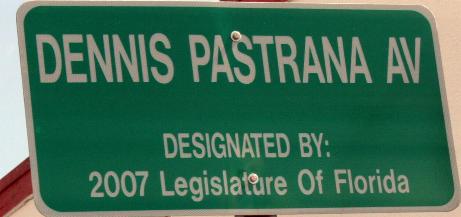 DENNIS PASTRANA AV
DESIGNATED BY:
2007 Legislature Of Florida